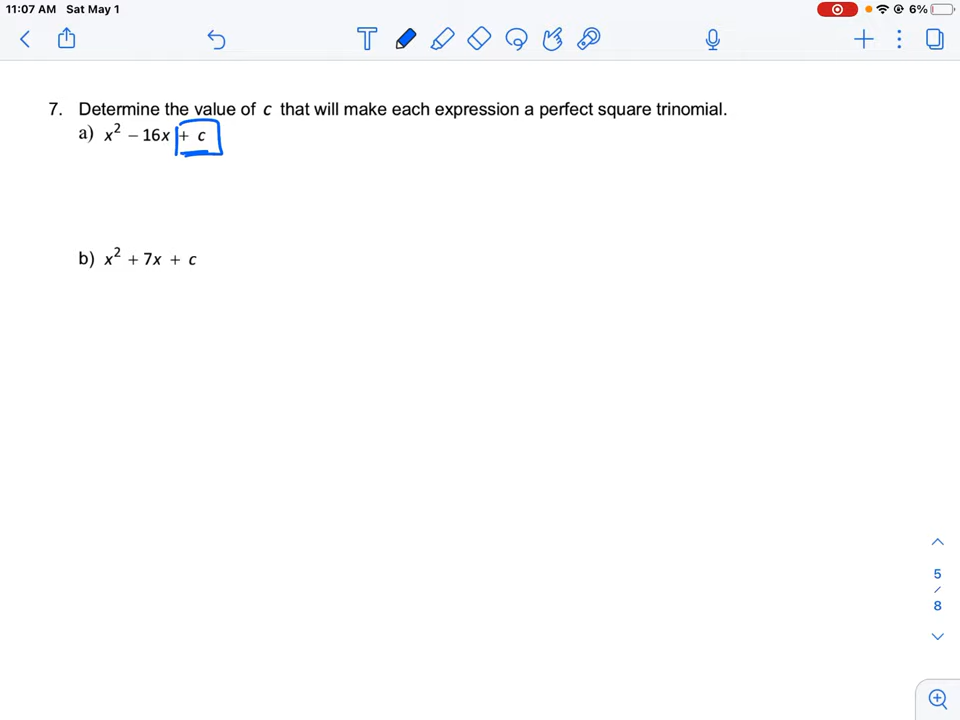 11:07 AM Sat May 1
6%
T
7. Determine the value of c that will make each expression a perfect square trinomial.
a) x² − 16x + c
b) x² + 7x + c
5
/
8